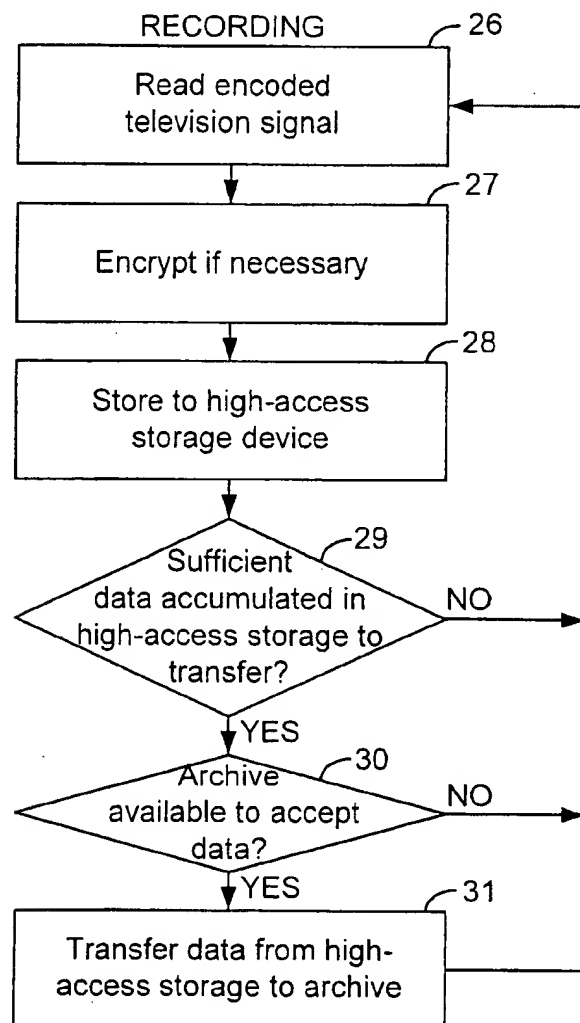 RECORDING
26
Read encoded
television signal
27
Encrypt if necessary
28
Store to high-access
storage device
29
Sufficient
data accumulated in
high-access storage to
transfer?
NO
YES
30
Archive
available to accept
data?
NO
YES
31
Transfer data from high-
access storage to archive